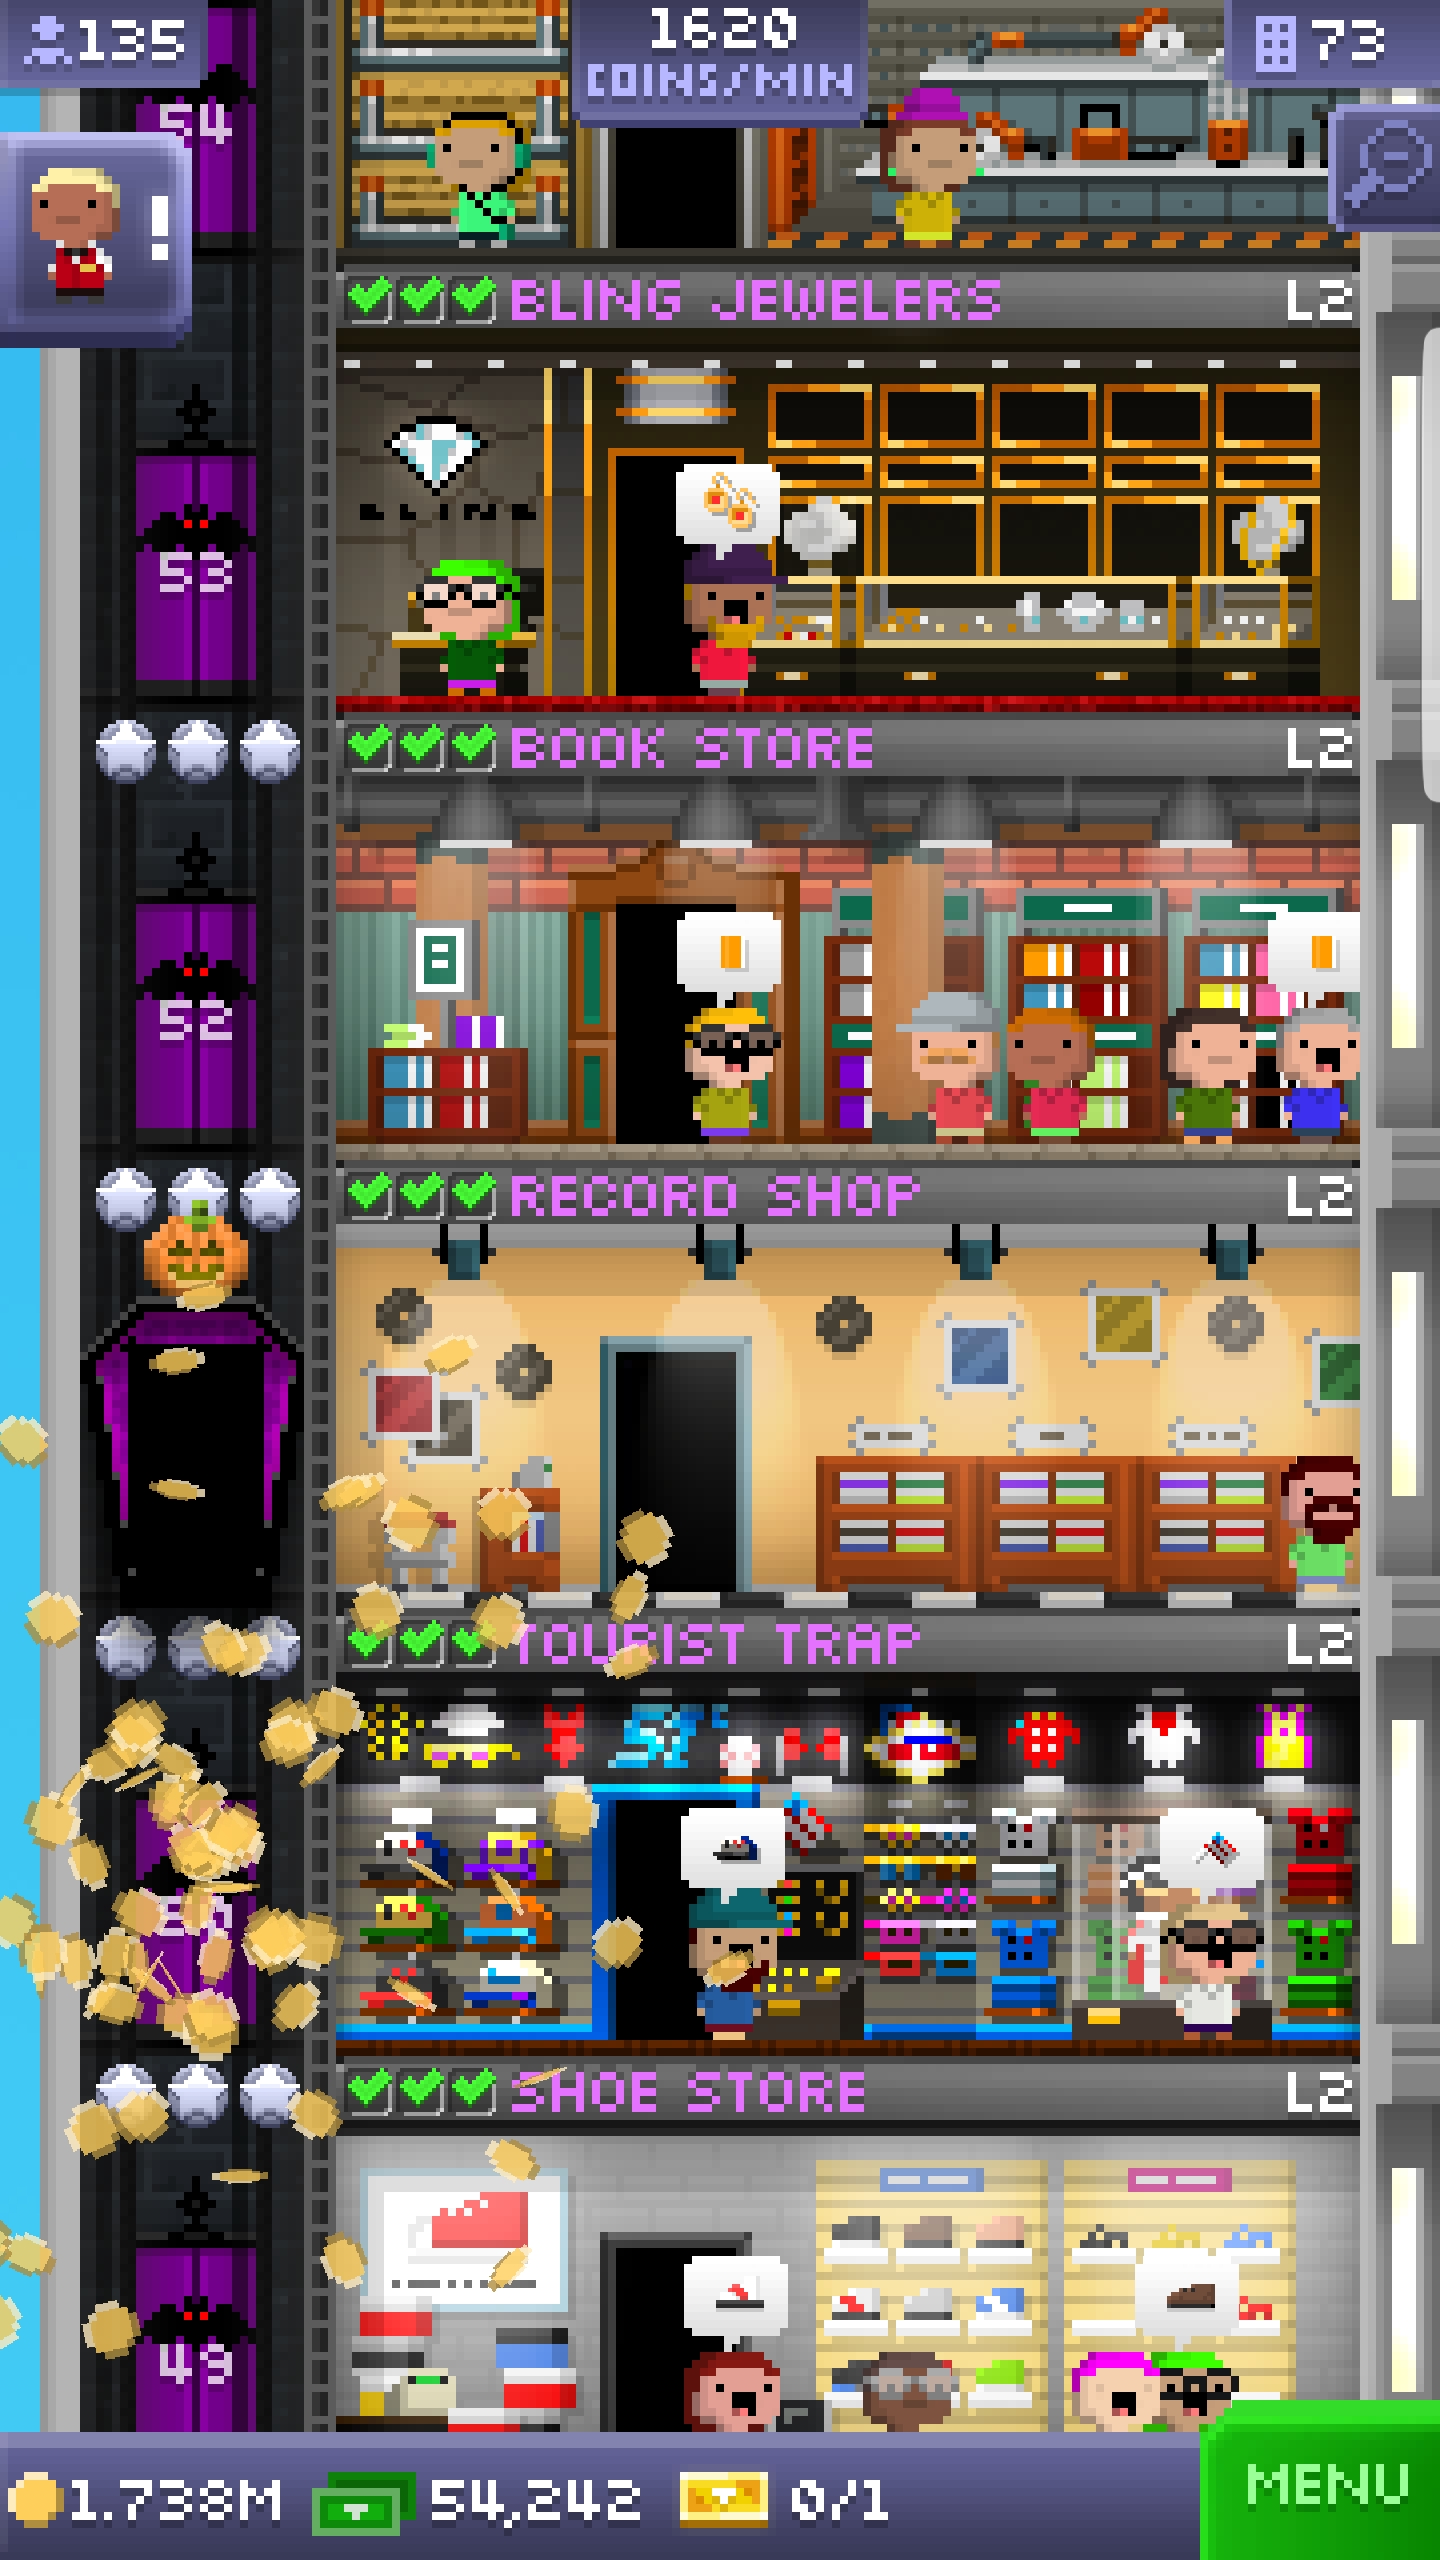 135
1620
COINS/MIN
73
54
!
BLING JEWELERS
L2
BLING
53
BOOK STORE
L2
52
RECORD SHOP
L2
TOURIST TRAP
L2
SHOE STORE
L2
49
1.738M
54,242
0/1
MENU